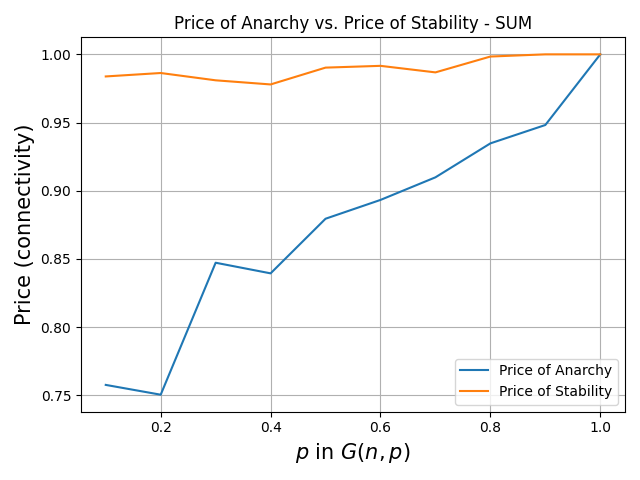 Price of Anarchy vs. Price of Stability - SUM
Price (connectivity)
1.00
0.95
0.90
0.85
0.80
0.75
0.2
0.4
0.6
0.8
1.0
p in G(n, p)
Price of Anarchy
Price of Stability